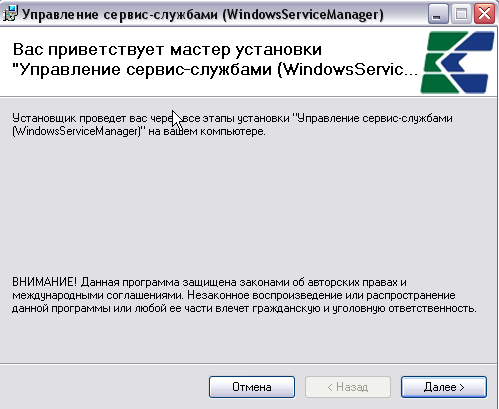 Управление сервис-службами (WindowsServiceManager)
Вас приветствует мастер установки
"Управление сервис-службами (WindowsServic...
Установщик проведет вас через все этапы установки "Управление сервис-службами
(WindowsServiceManager)" на вашем компьютере.
ВНИМАНИЕ! Данная программа защищена законами об авторских правах и
международными соглашениями. Незаконное воспроизведение или распространение
данной программы или любой ее части влечет гражданскую и уголовную ответственность.
Отмена
< Назад
Далее >